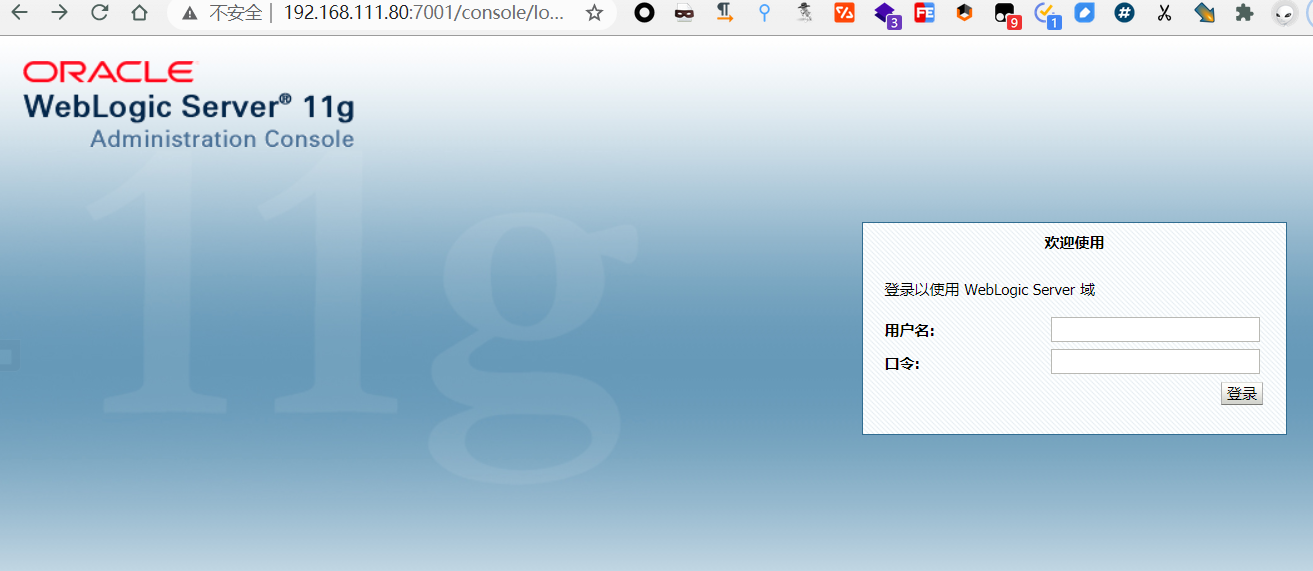 不安全 | 192.168.111.80:7001/console/lo...
3
9
1
ORACLE
WebLogic Server® 11g
Administration Console
11g
欢迎使用
登录以使用 WebLogic Server 域
用户名:
口令:
登录